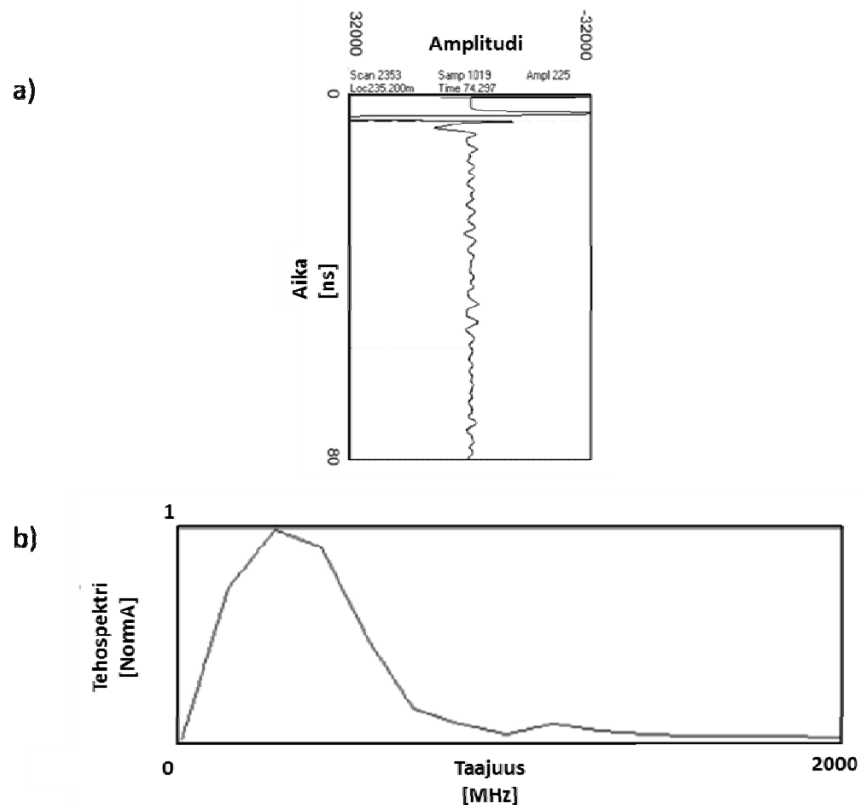 a)
32000
Amplitudi
-32000
Scan 2353 Samp 1019 Ampl 225
Loc235.200m Time 74.297
0
Aika
[ns]
80
b)
1
Tehospektri
[NormA]
0
Taajuus
2000
[MHz]